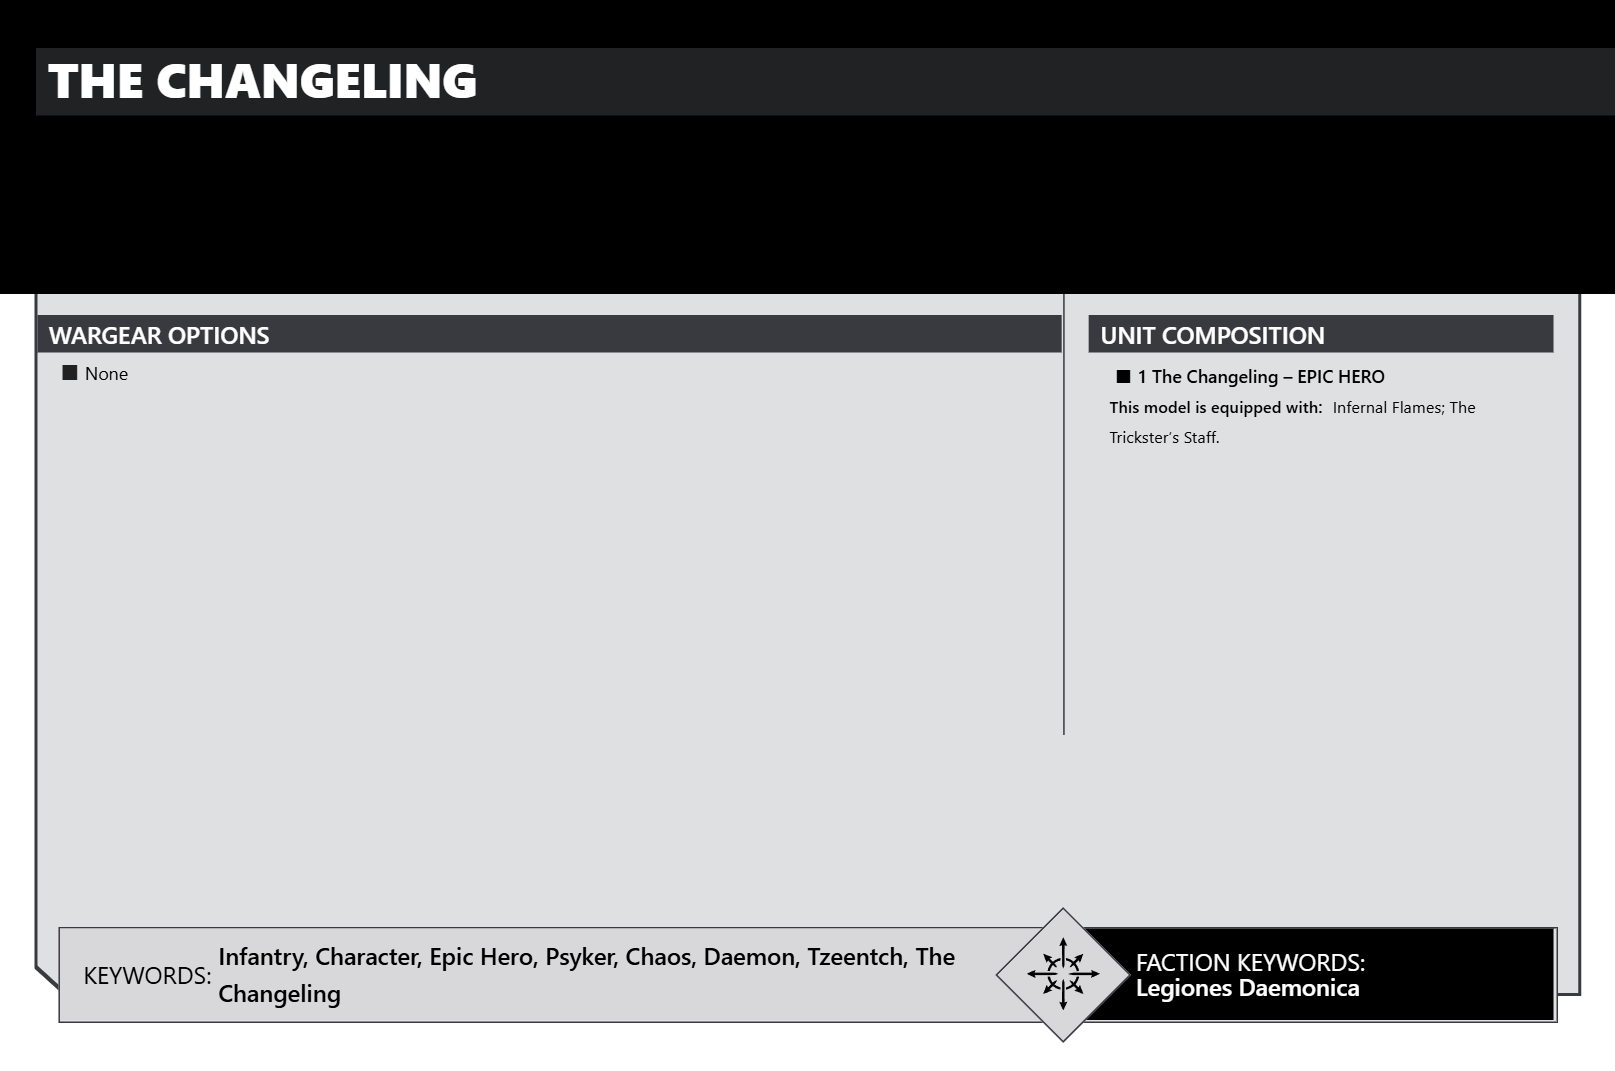 THE CHANGELING
WARGEAR OPTIONS
■ None
UNIT COMPOSITION
■ 1 The Changeling – EPIC HERO
This model is equipped with: Infernal Flames; The
Trickster’s Staff.
KEYWORDS: Infantry, Character, Epic Hero, Psyker, Chaos, Daemon, Tzeentch, The
Changeling
FACTION KEYWORDS:
Legiones Daemonica